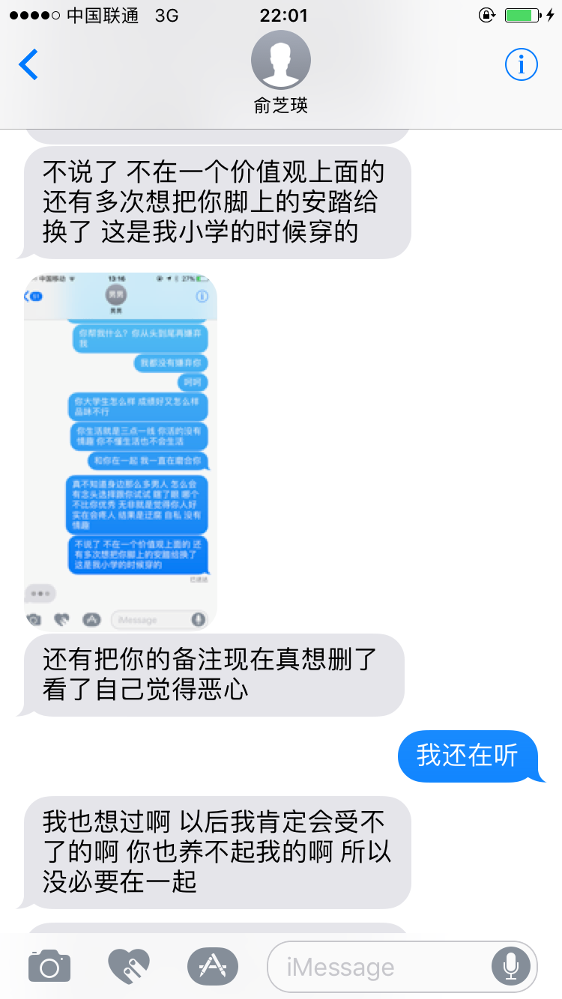 中国联通 3G 22:01
俞芝瑛
不说了 不在一个价值观上面的
还有多次想把你脚上的安踏给
换了 这是我小学的时候穿的
中国移动 13:16 27%
51
男男
男男
你帮我什么？你从头到尾再嫌弃
我
我都没有嫌弃你
呵呵
你大学生怎么样 成绩好又怎么样
品味不行
你生活就是三点一线 你活的没有
情趣 你不懂生活也不会生活
和你在一起 我一直在磨合你
真不知道身边那么多男人 怎么会
有念头选择跟你试试 瞎了眼 哪个
不比你优秀 无非就是觉得你人好
实在会疼人 结果是迂腐 自私 没有
情趣
不说了 不在一个价值观上面的 还
有多次想把你脚上的安踏给换了
这是我小学的时候穿的
已送达
iMessage
还有把你的备注现在真想删了
看了自己觉得恶心
我还在听
我也想过啊 以后我肯定会受不
了的啊 你也养不起我的啊 所以
没必要在一起
iMessage